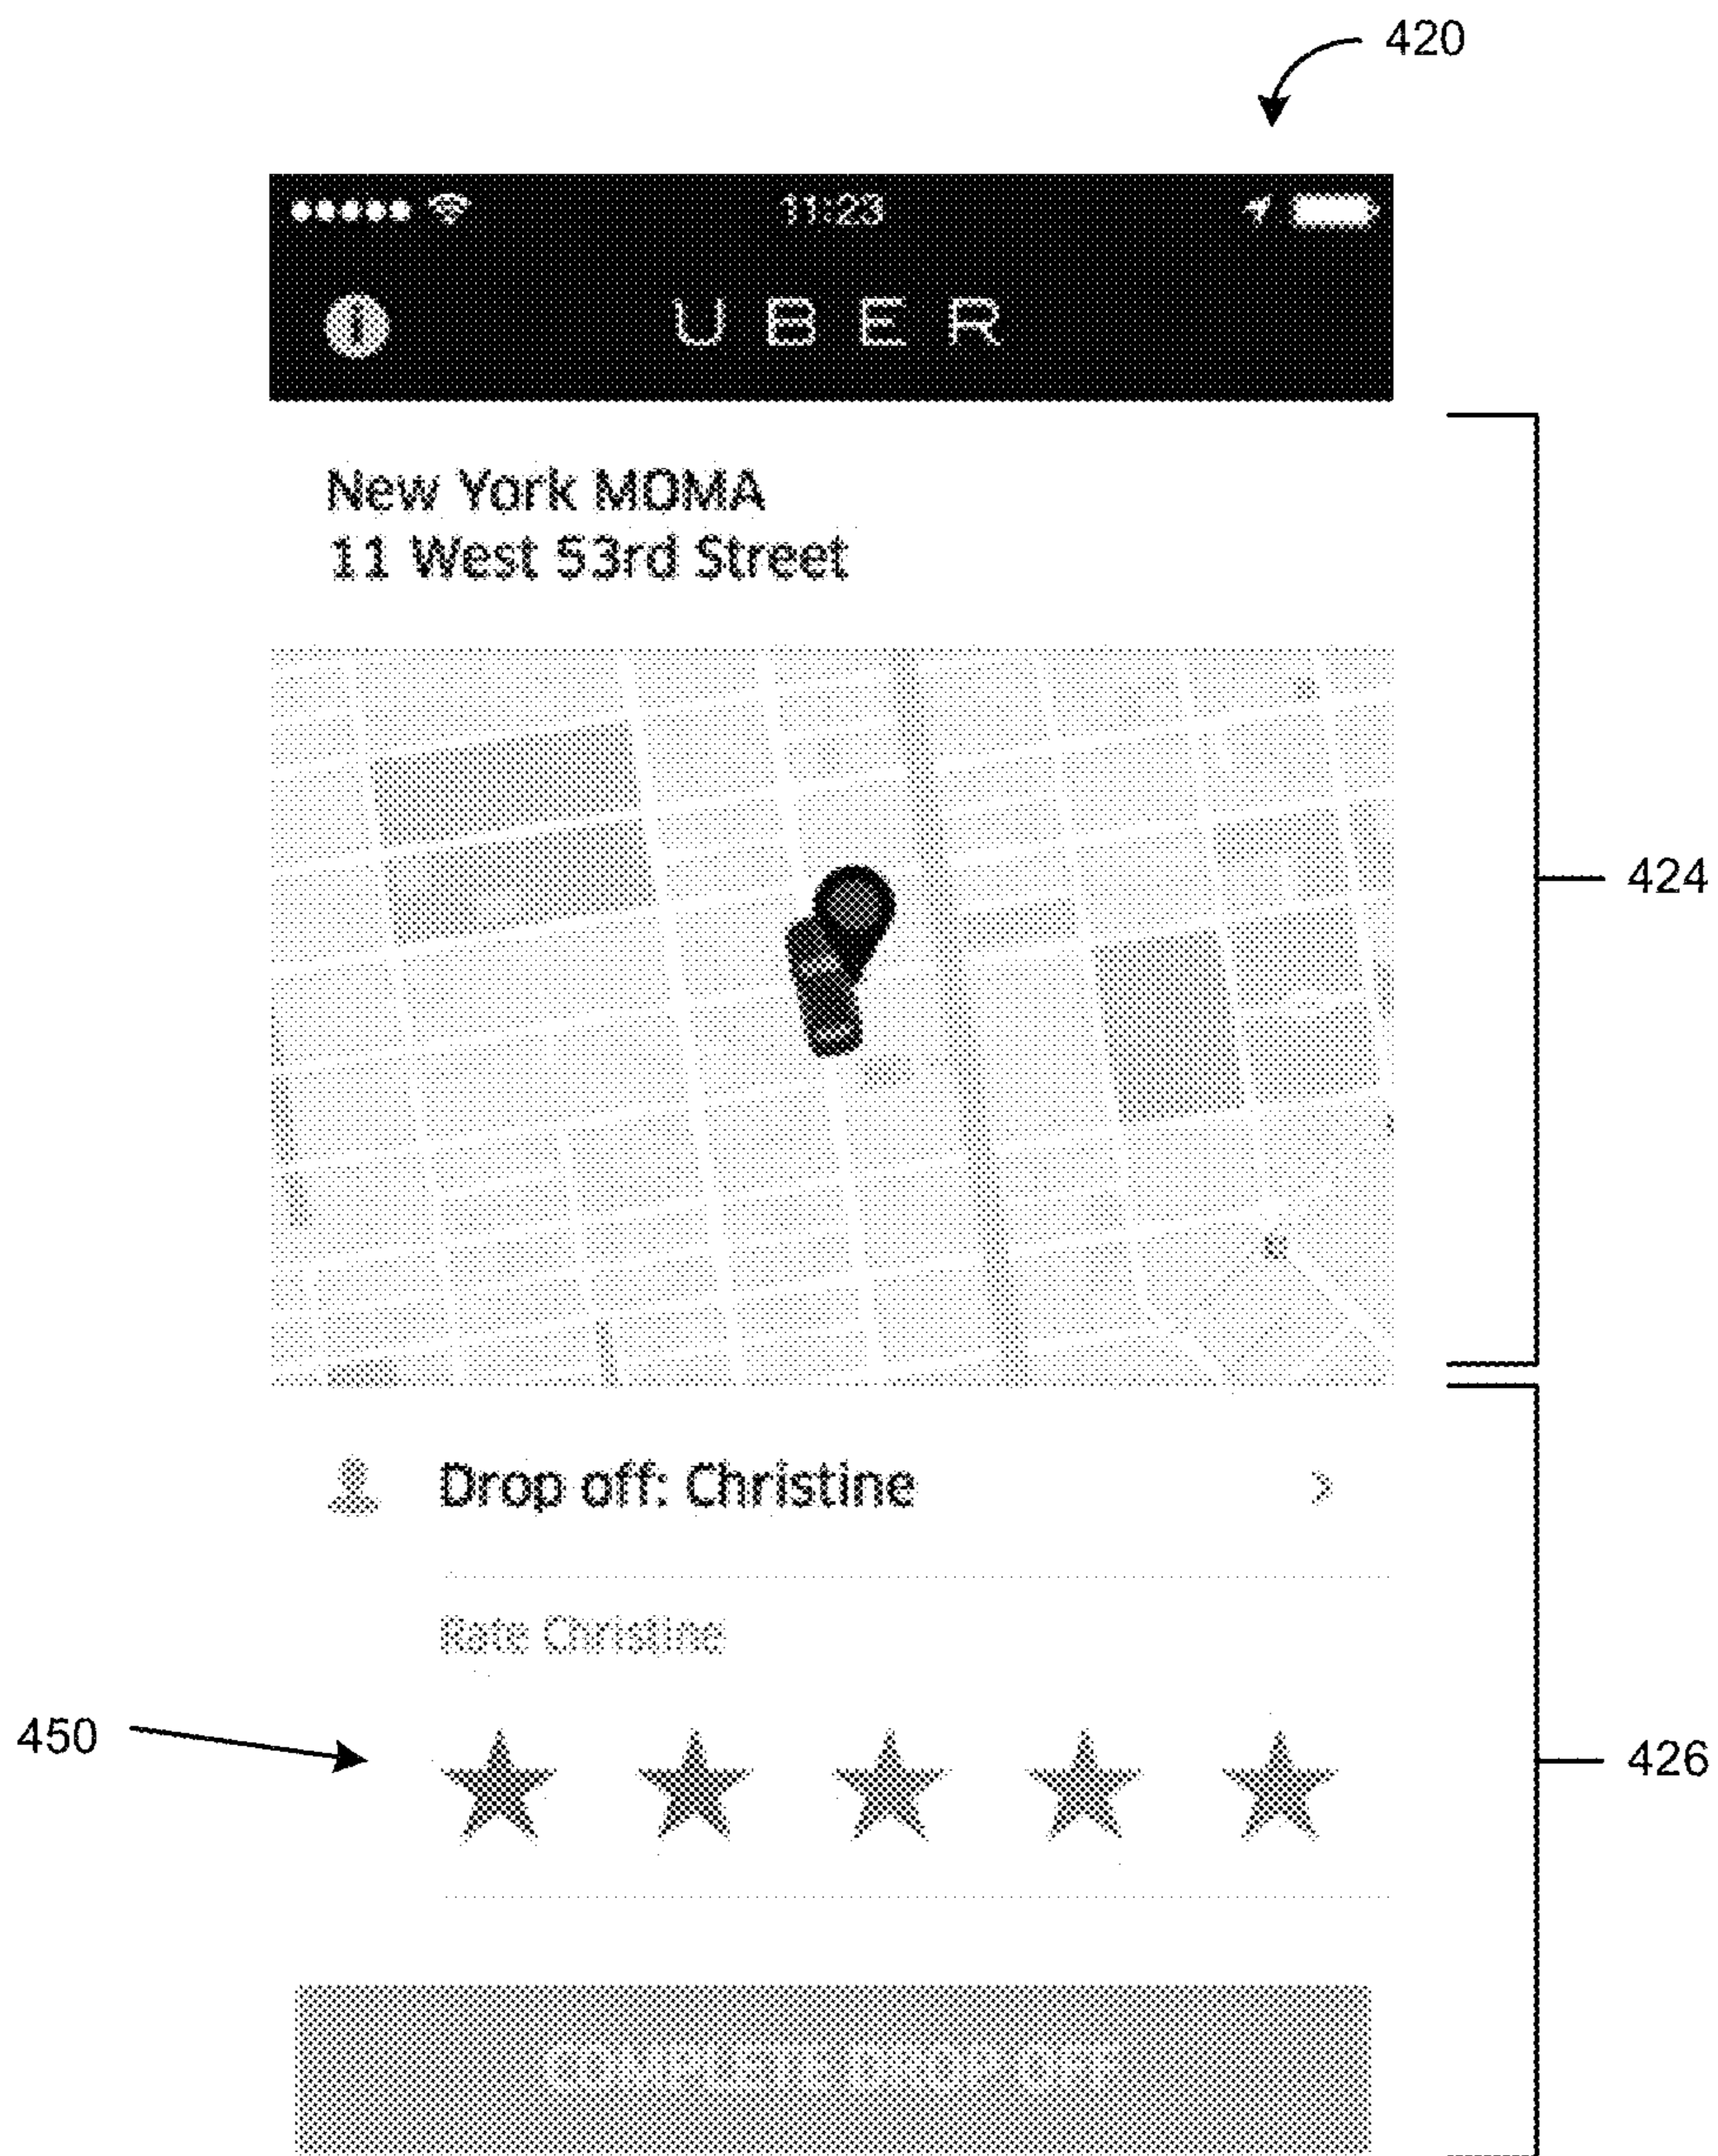 420
11:23
UBER
New York MOMA
11 West 53rd Street
424
Drop off: Christine
Rate Christine
450
426